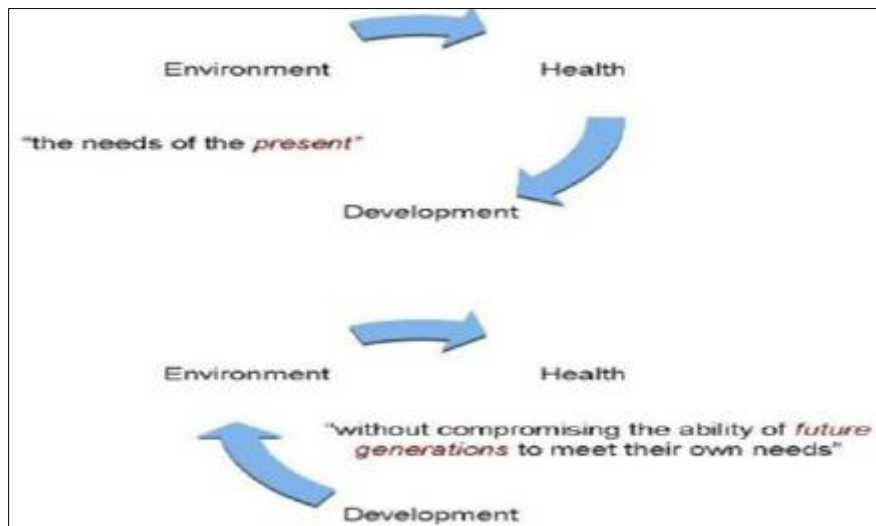 Environment Health
"the needs of the present"
Development
Environment Health
"without compromising the ability of future
generations to meet their own needs"
Development